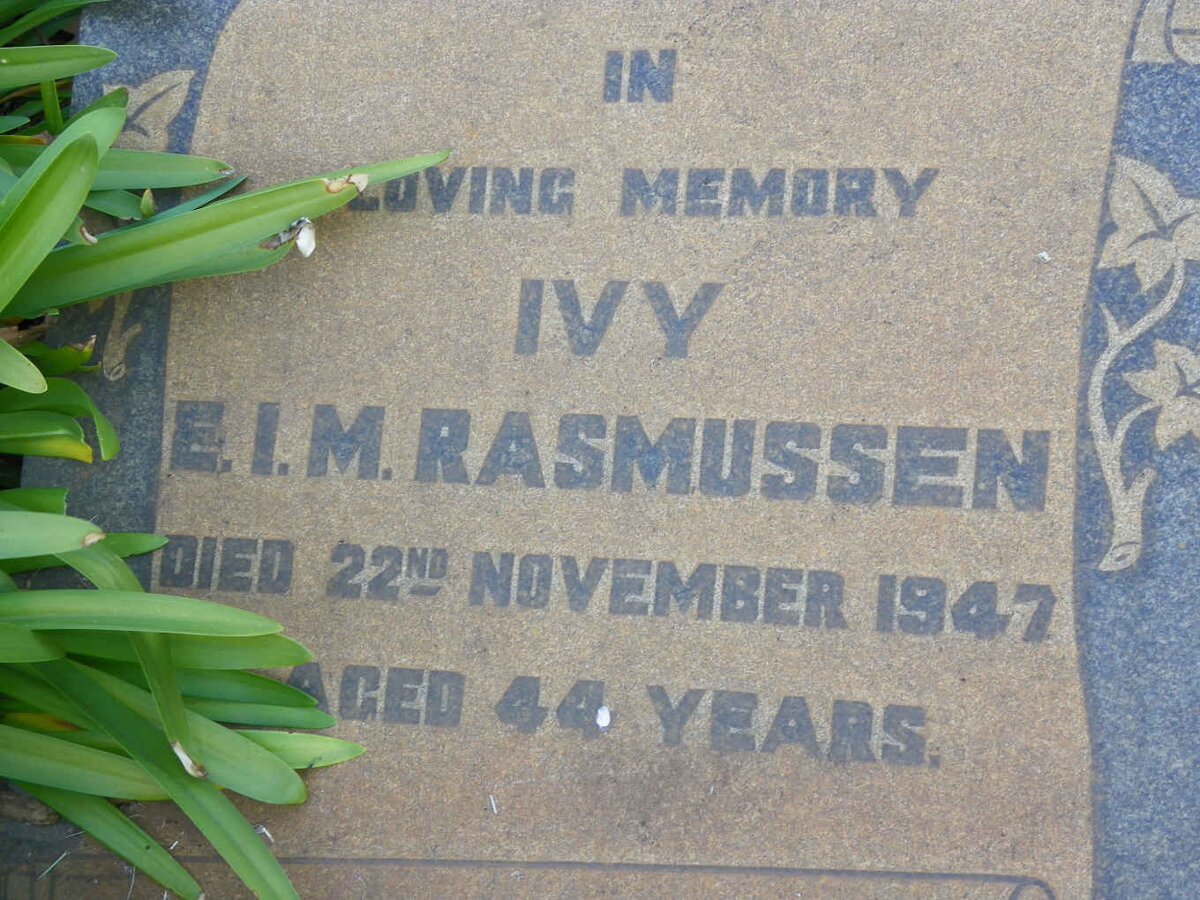 IN
LOVING MEMORY
IVY
E. I. M. RASMUSSEN
DIED 22ND NOVEMBER 1947
AGED 44 YEARS.